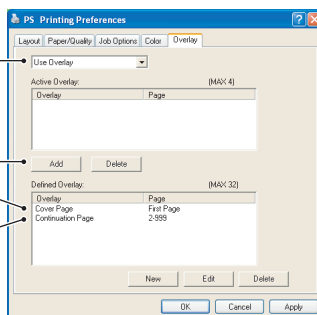 PS Printing Preferences
Layout Paper/Quality Job Options Color Overlay
Use Overlay
Active Overlay: (MAX 4)
Overlay Page
Add Delete
Defined Overlay: (MAX 32)
Overlay Page
Cover Page First Page
Continuation Page 2-999
New Edit Delete
OK Cancel Apply